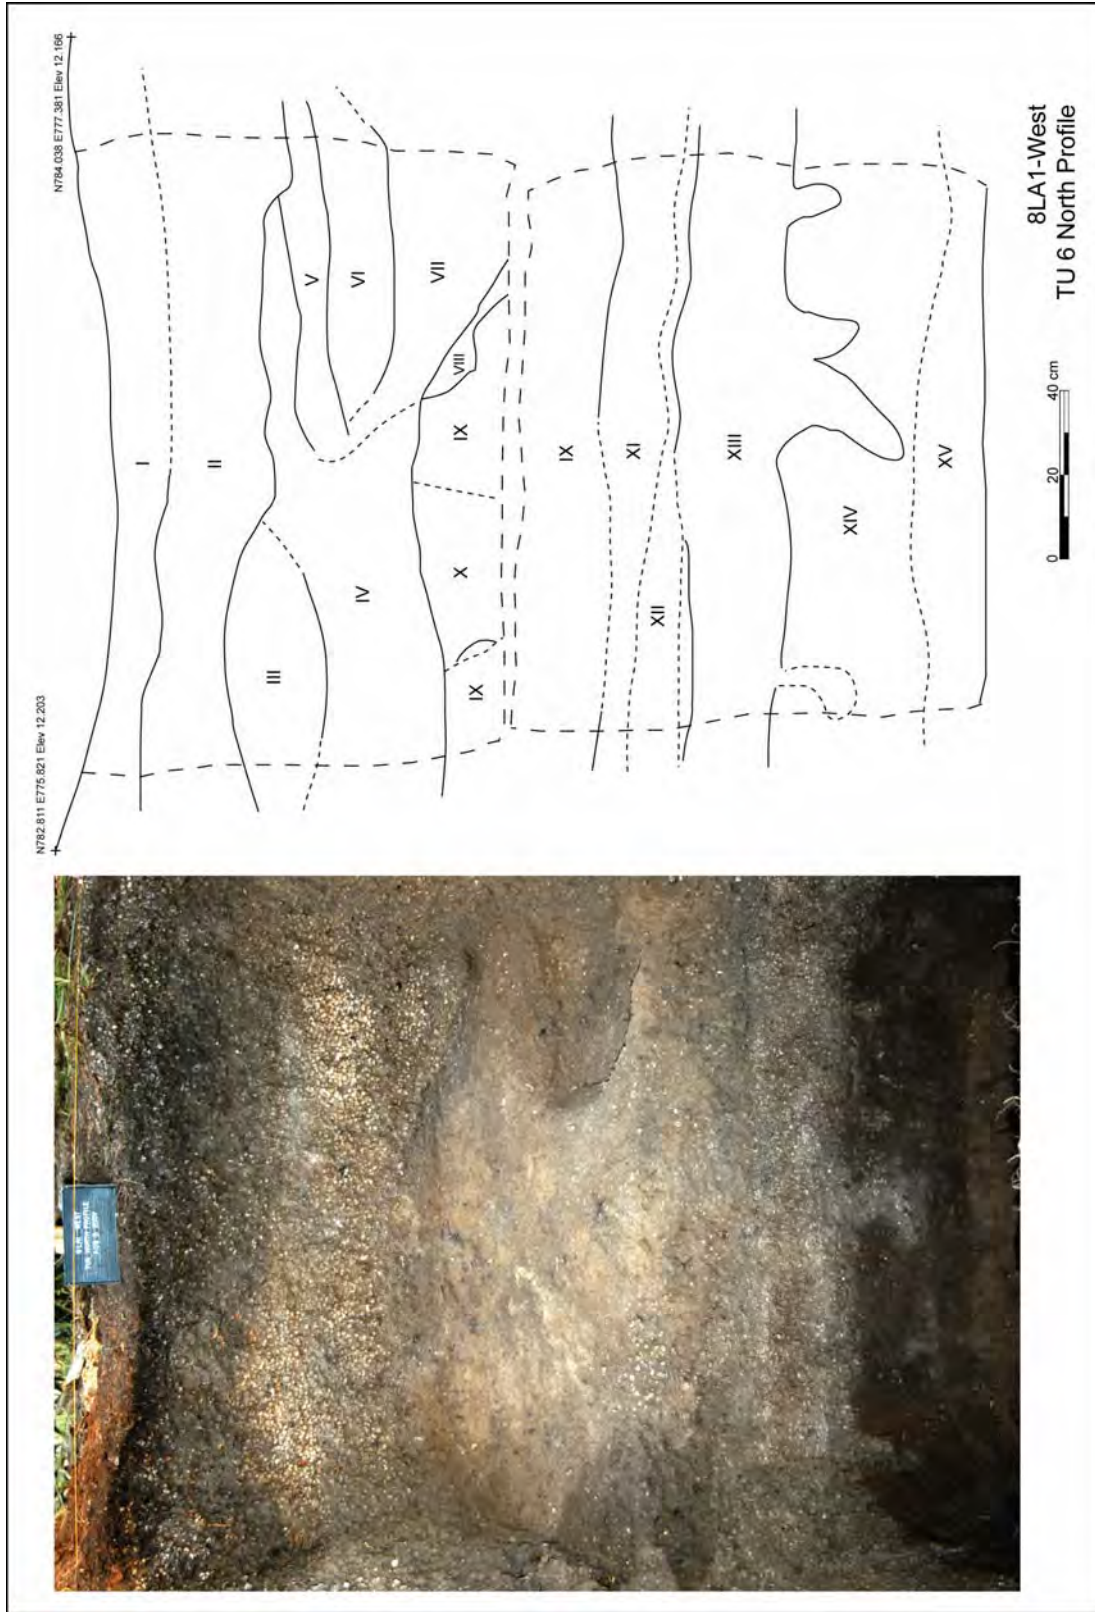 N784.038 E777.381 Elev 12.166
N782.811 E775.821 Elev 12.203
I
II
III
IV
V
VI
VII
VIII
IX
X
IX
IX
XI
XII
XIII
XIV
XV
0 20 40 cm
8LA1-West
TU 6 North Profile